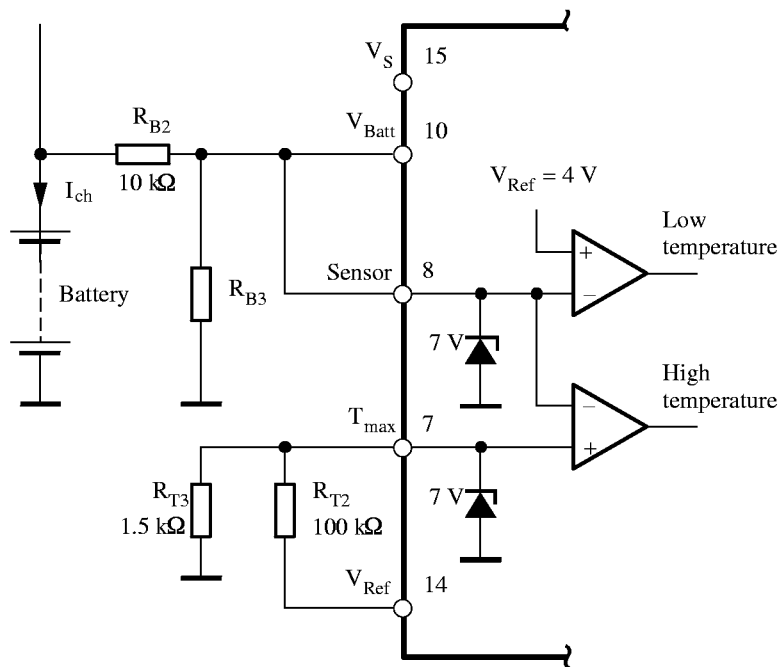 V_S 15
R_B2
V_Batt 10
10 kΩ
I_ch
V_Ref = 4 V
Low
temperature
+
−
Sensor 8
Battery
R_B3
7 V
High
temperature
−
+
T_max 7
R_T3
1.5 kΩ
R_T2
100 kΩ
7 V
V_Ref 14